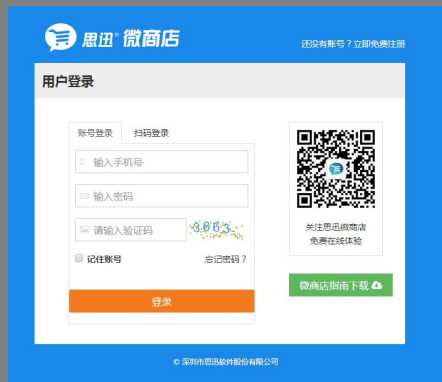 思迅® 微商店
还没有账号？立即免费注册
用户登录
账号登录 扫码登录
输入手机号
输入密码
请输入验证码 3863
记住账号 忘记密码？
登录
关注思迅微商店
免费在线体验
微商店指南下载
© 深圳市思迅软件股份有限公司